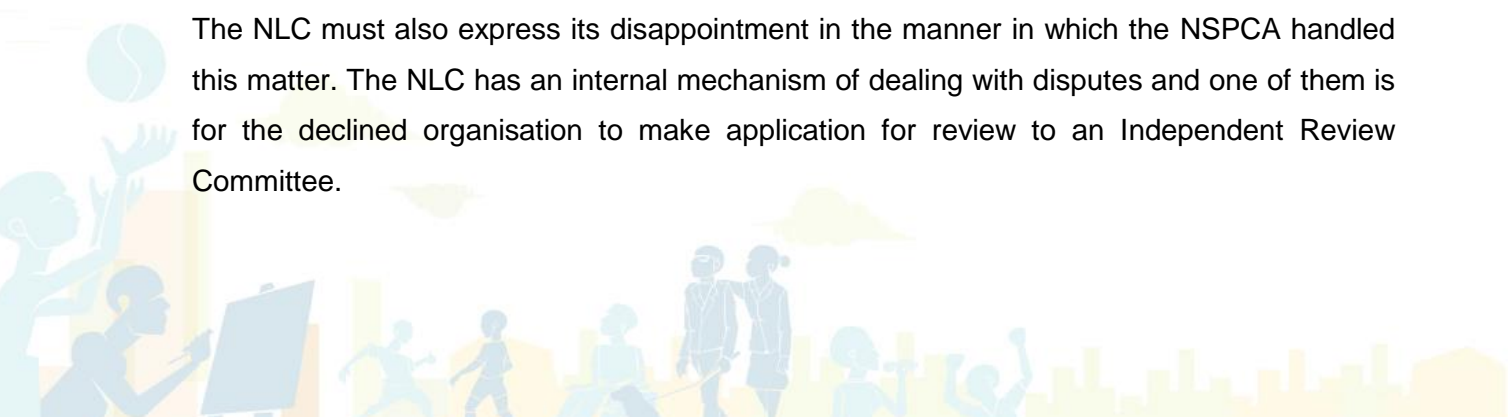 The NLC must also express its disappointment in the manner in which the NSPCA handled
this matter. The NLC has an internal mechanism of dealing with disputes and one of them is
for the declined organisation to make application for review to an Independent Review
Committee.